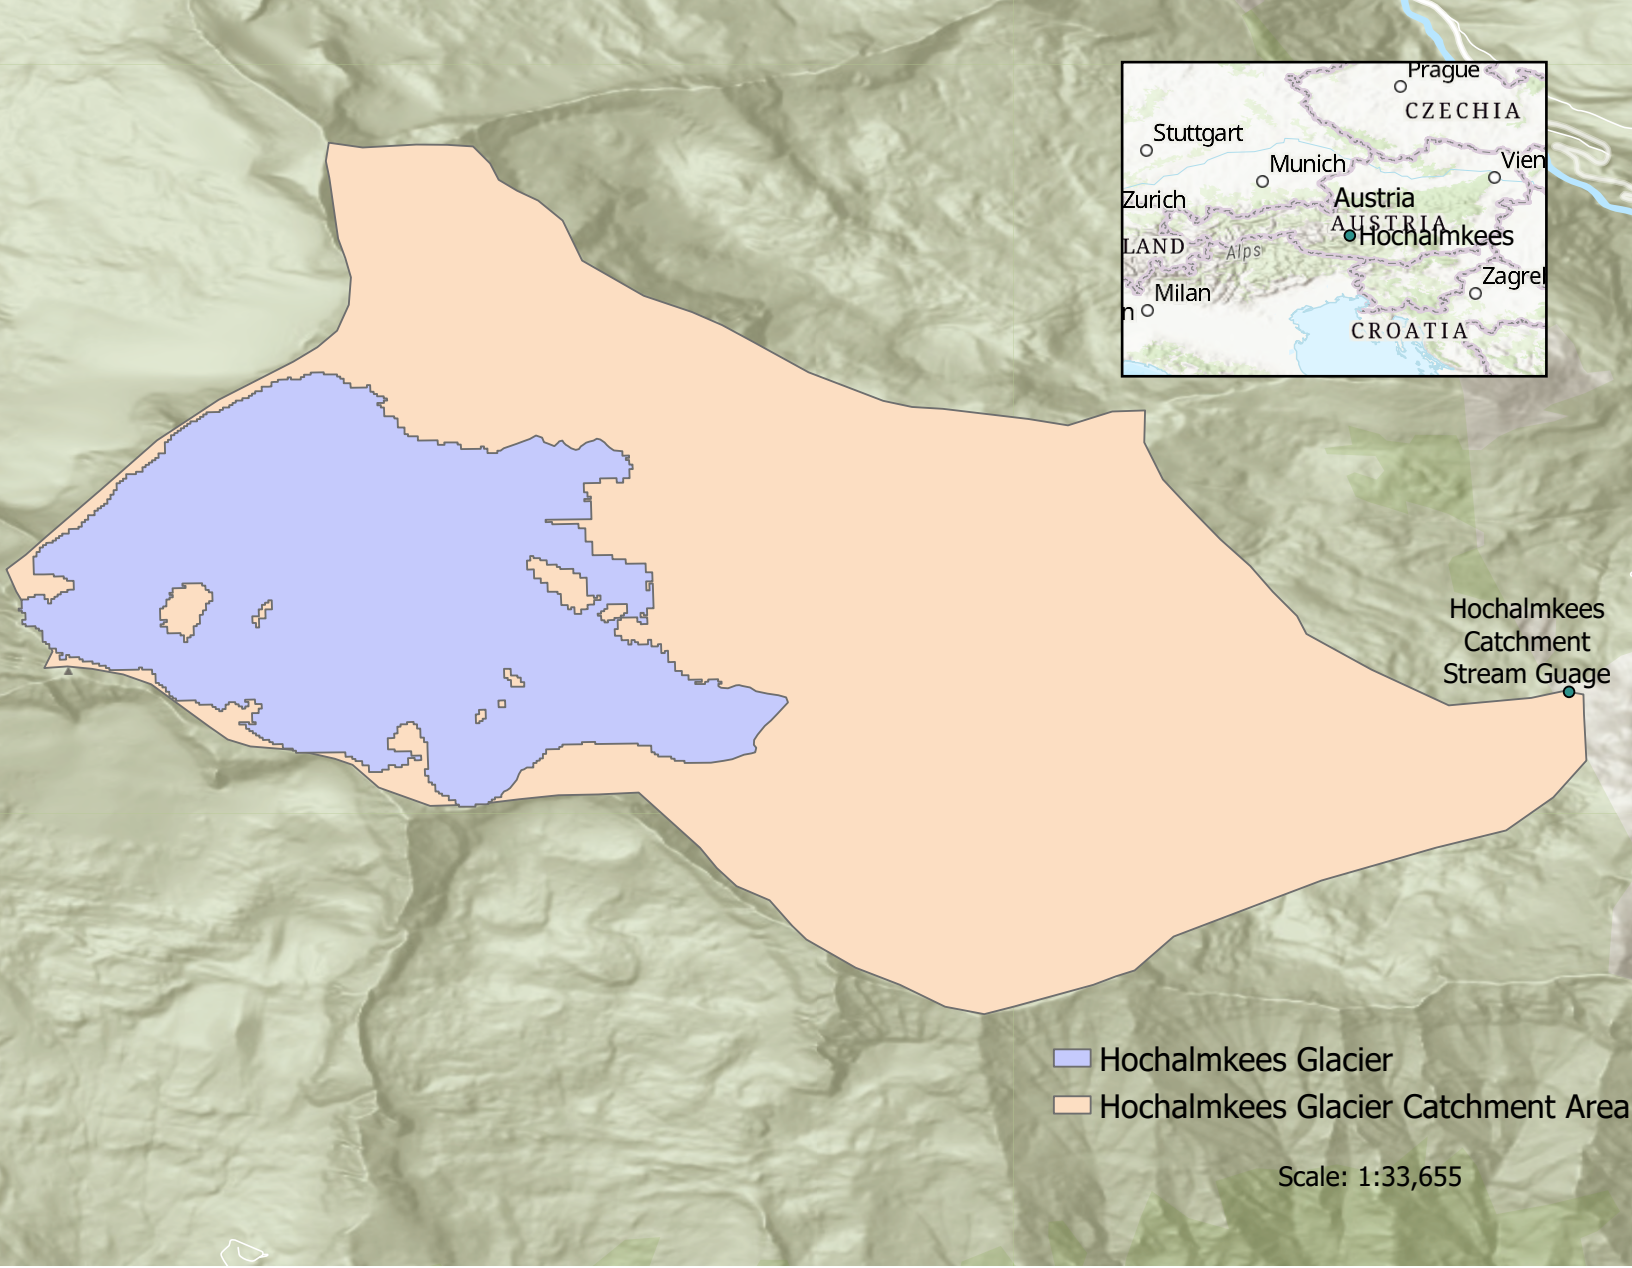 Prague
CZECHIA
Stuttgart
Munich
Vien
Zurich
Austria
AUSTRIA
Hochalmkees
LAND
Alps
Zagreb
Milan
n
CROATIA
Hochalmkees
Catchment
Stream Guage
Hochalmkees Glacier
Hochalmkees Glacier Catchment Area
Scale: 1:33,655